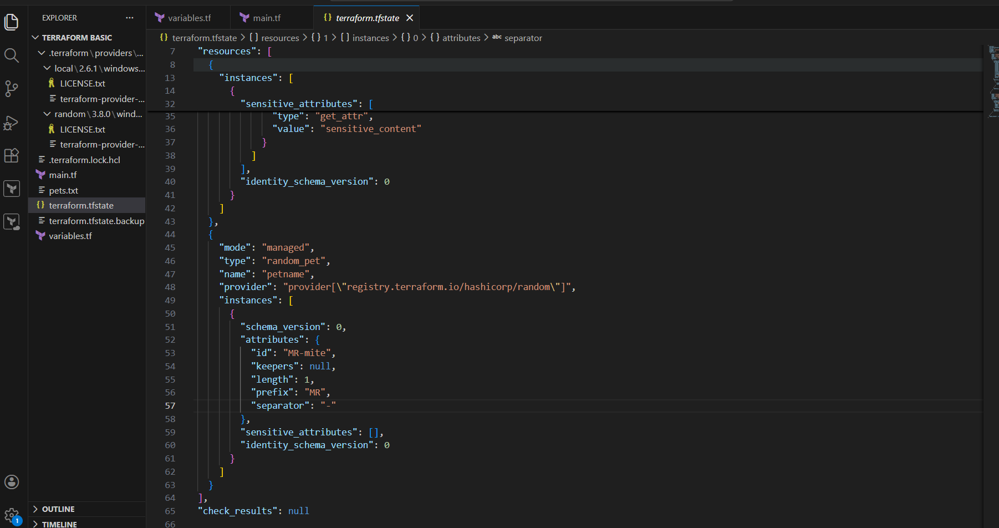 EXPLORER
TERRAFORM BASIC
.terraform\providers\...
local\2.6.1\windows...
LICENSE.txt
terraform-provider-...
random\3.8.0\wind...
LICENSE.txt
terraform-provider-...
.terraform.lock.hcl
main.tf
pets.txt
terraform.tfstate
terraform.tfstate.backup
variables.tf
OUTLINE
TIMELINE
1
variables.tf
main.tf
{} terraform.tfstate
{} terraform.tfstate > [ ] resources > { } 1 > [ ] instances > { } 0 > { } attributes > abc separator
7 "resources": [
8 {
13 "instances": [
14 {
32 "sensitive_attributes": [
35 "type": "get_attr",
36 "value": "sensitive_content"
37 }
38 ]
39 ],
40 "identity_schema_version": 0
41 }
42 ]
43 },
44 {
45 "mode": "managed",
46 "type": "random_pet",
47 "name": "petname",
48 "provider": "provider[\"registry.terraform.io/hashicorp/random\"]",
49 "instances": [
50 {
51 "schema_version": 0,
52 "attributes": {
53 "id": "MR-mite",
54 "keepers": null,
55 "length": 1,
56 "prefix": "MR",
57 "separator": "-"
58 },
59 "sensitive_attributes": [],
60 "identity_schema_version": 0
61 }
62 ]
63 }
64 ],
65 "check_results": null
66